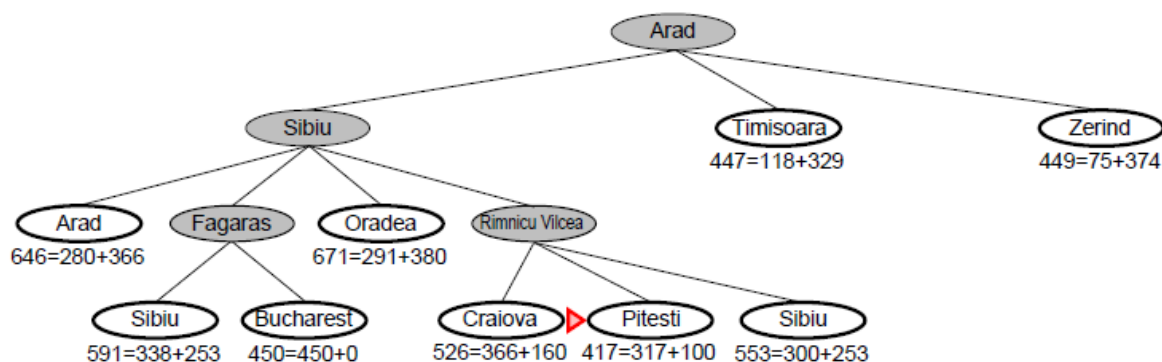 Arad
Sibiu Timisoara Zerind
447=118+329 449=75+374
Arad Fagaras Oradea Rimnicu Vilcea
646=280+366 671=291+380
Sibiu Bucharest Craiova Pitesti Sibiu
591=338+253 450=450+0 526=366+160 417=317+100 553=300+253